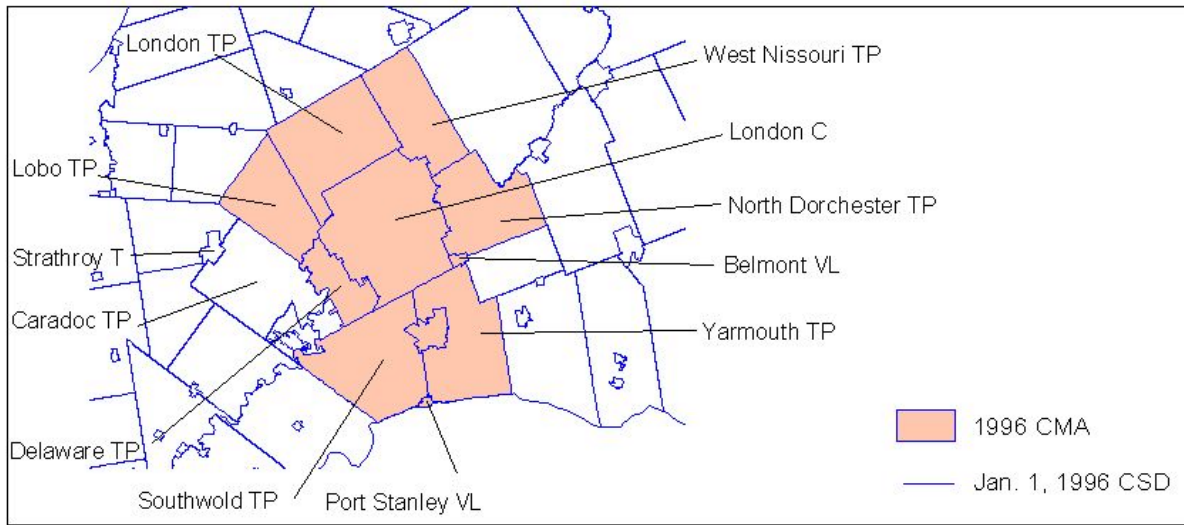 London TP
West Nissouri TP
London C
Lobo TP
North Dorchester TP
Strathroy T
Belmont VL
Caradoc TP
Yarmouth TP
1996 CMA
Delaware TP
Jan. 1, 1996 CSD
Southwold TP
Port Stanley VL